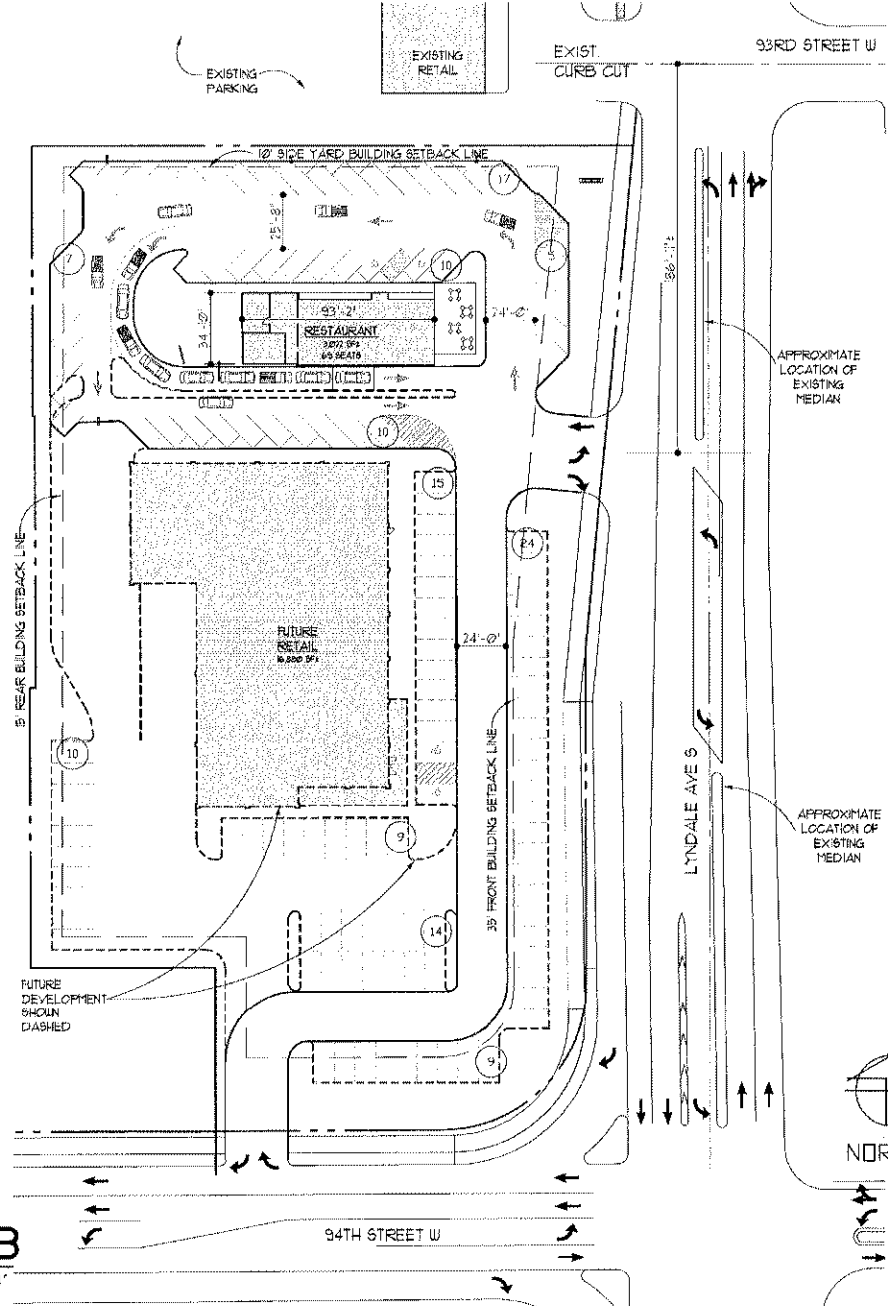 93RD STREET W
EXIST.
CURB CUT
EXISTING
RETAIL
EXISTING
PARKING
10' SIDE YARD BUILDING SETBACK LINE
17
25'-8"
7
10
5
93'-2"
34'-0"
RESTAURANT
65 SEATS
24'-0"
APPROXIMATE
LOCATION OF
EXISTING
MEDIAN
10
15
24
15' REAR BUILDING SETBACK LINE
FUTURE
RETAIL
24'-0"
10
35' FRONT BUILDING SETBACK LINE
LYNDALE AVE S
APPROXIMATE
LOCATION OF
EXISTING
MEDIAN
9
14
FUTURE
DEVELOPMENT
SHOWN
DASHED
9
NOR
94TH STREET W
B